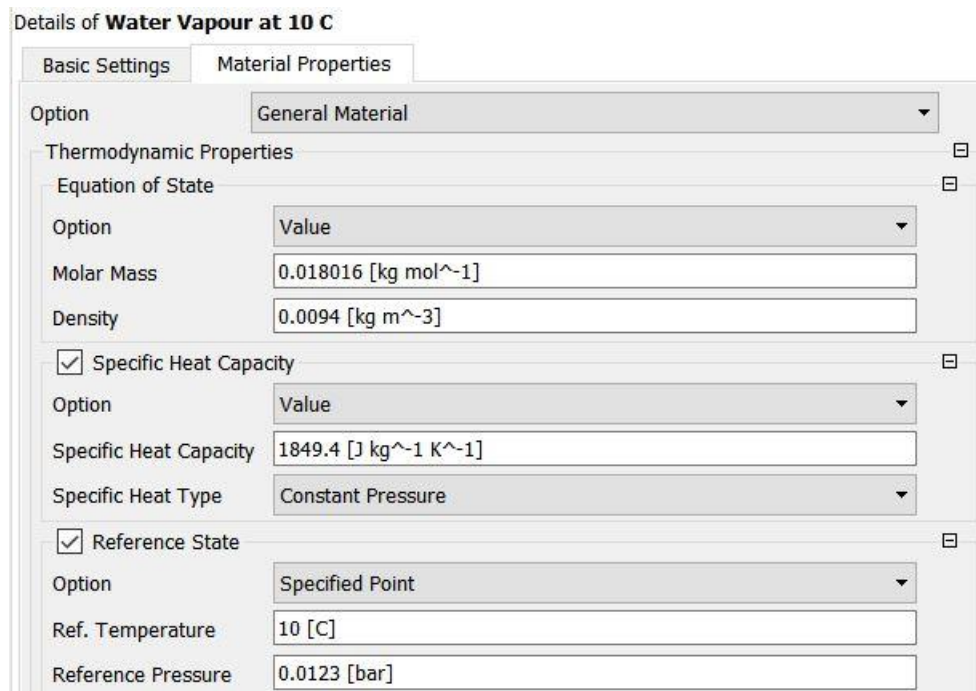 Details of Water Vapour at 10 C
Basic Settings Material Properties
Option General Material
Thermodynamic Properties
Equation of State
Option Value
Molar Mass 0.018016 [kg mol^-1]
Density 0.0094 [kg m^-3]
Specific Heat Capacity
Option Value
Specific Heat Capacity 1849.4 [J kg^-1 K^-1]
Specific Heat Type Constant Pressure
Reference State
Option Specified Point
Ref. Temperature 10 [C]
Reference Pressure 0.0123 [bar]